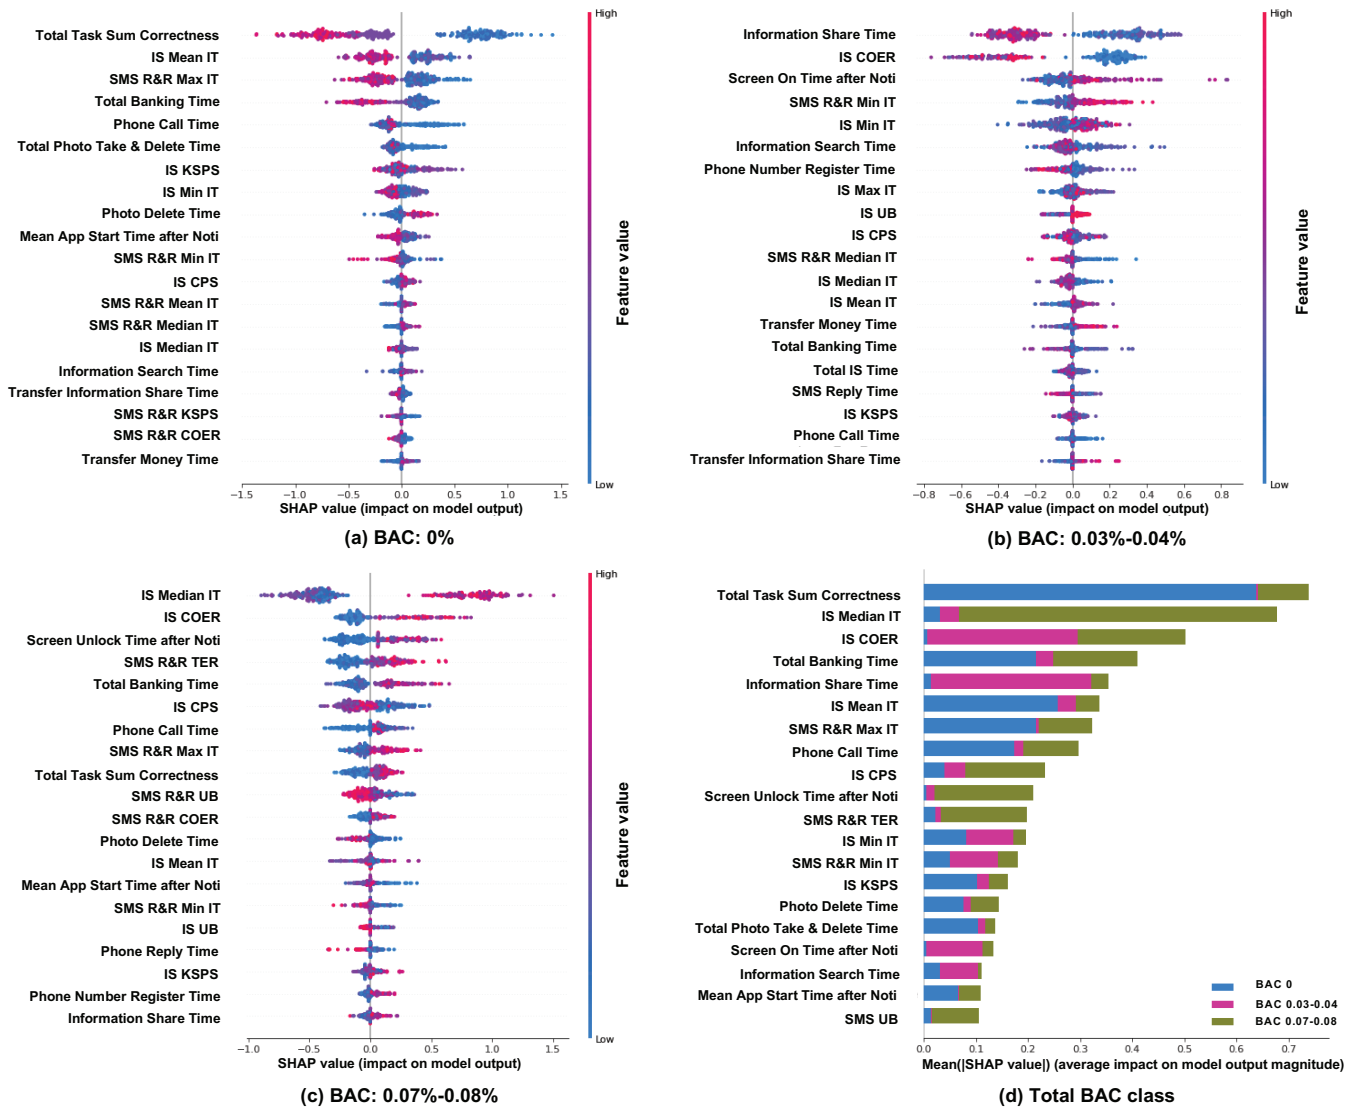 High
Total Task Sum Correctness
IS Mean IT
SMS R&R Max IT
Total Banking Time
Phone Call Time
Total Photo Take & Delete Time
IS KSPS
IS Min IT
Photo Delete Time
Mean App Start Time after Noti
SMS R&R Min IT
IS CPS
SMS R&R Mean IT
SMS R&R Median IT
IS Median IT
Information Search Time
Transfer Information Share Time
SMS R&R KSPS
SMS R&R COER
Transfer Money Time
Feature value
Low
−1.5 −1.0 −0.5 0.0 0.5 1.0 1.5
SHAP value (impact on model output)
(a) BAC: 0%
High
Information Share Time
IS COER
Screen On Time after Noti
SMS R&R Min IT
IS Min IT
Information Search Time
Phone Number Register Time
IS Max IT
IS UB
IS CPS
SMS R&R Median IT
IS Median IT
IS Mean IT
Transfer Money Time
Total Banking Time
Total IS Time
SMS Reply Time
IS KSPS
Phone Call Time
Transfer Information Share Time
Feature value
Low
−0.8 −0.6 −0.4 −0.2 0.0 0.2 0.4 0.6 0.8
SHAP value (impact on model output)
(b) BAC: 0.03%-0.04%
High
IS Median IT
IS COER
Screen Unlock Time after Noti
SMS R&R TER
Total Banking Time
IS CPS
Phone Call Time
SMS R&R Max IT
Total Task Sum Correctness
SMS R&R UB
SMS R&R COER
Photo Delete Time
IS Mean IT
Mean App Start Time after Noti
SMS R&R Min IT
IS UB
Phone Reply Time
IS KSPS
Phone Number Register Time
Information Share Time
Feature value
Low
−1.0 −0.5 0.0 0.5 1.0 1.5
SHAP value (impact on model output)
(c) BAC: 0.07%-0.08%
Total Task Sum Correctness
IS Median IT
IS COER
Total Banking Time
Information Share Time
IS Mean IT
SMS R&R Max IT
Phone Call Time
IS CPS
Screen Unlock Time after Noti
SMS R&R TER
IS Min IT
SMS R&R Min IT
IS KSPS
Photo Delete Time
Total Photo Take & Delete Time
Screen On Time after Noti
Information Search Time
Mean App Start Time after Noti
SMS UB
BAC 0
BAC 0.03-0.04
BAC 0.07-0.08
0.0 0.1 0.2 0.3 0.4 0.5 0.6 0.7
Mean(|SHAP value|) (average impact on model output magnitude)
(d) Total BAC class